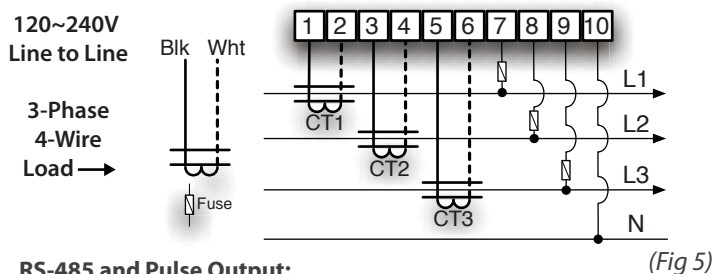 120~240V
Line to Line
Blk Wht
3-Phase
4-Wire
Load
Fuse
1 2 3 4 5 6 7 8 9 10
L1
CT1
L2
CT2
L3
CT3
N
(Fig 5)
RS-485 and Pulse Output: